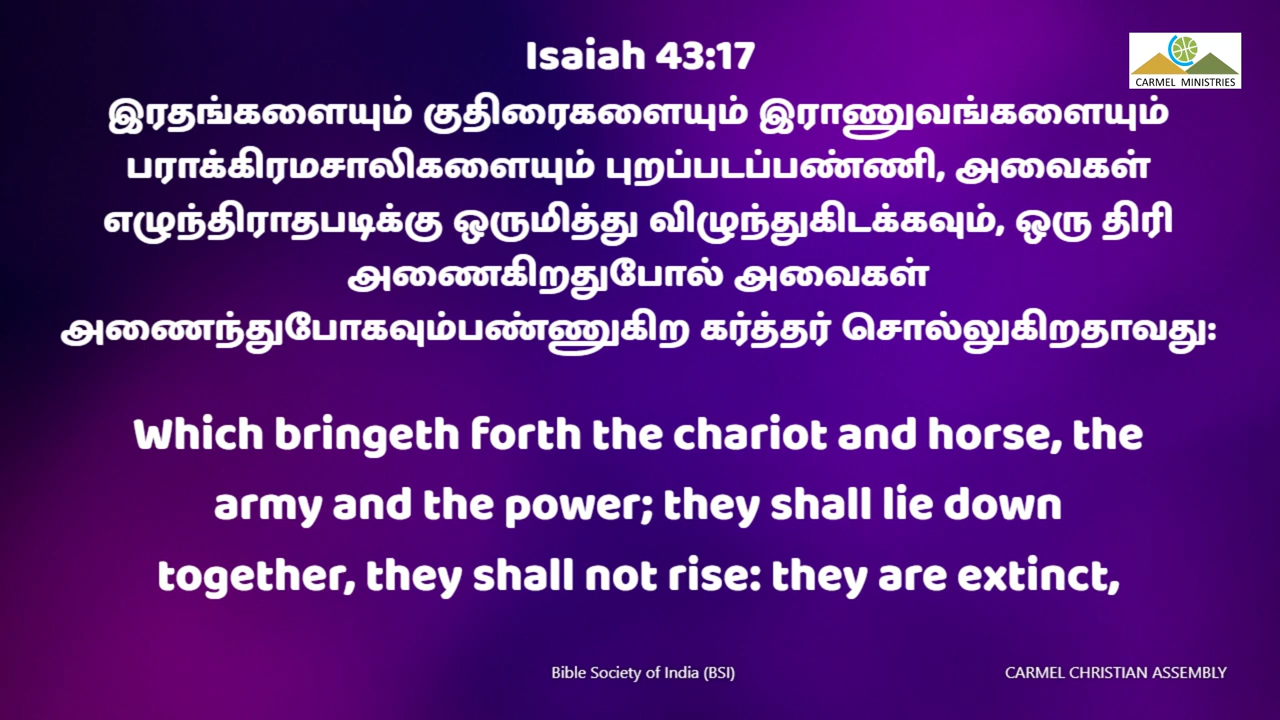 Isaiah 43:17
CARMEL MINISTRIES
இரதங்களையும் குதிரைகளையும் இராணுவங்களையும்
பராக்கிரமசாலிகளையும் புறப்படப்பண்ணி, அவைகள்
எழுந்திராதபடிக்கு ஒருமித்து விழுந்துகிடக்கவும், ஒரு திரி
அணைகிறதுபோல் அவைகள்
அணைந்துபோகவும்பண்ணுகிற கர்த்தர் சொல்லுகிறதாவது:
Which bringeth forth the chariot and horse, the
army and the power; they shall lie down
together, they shall not rise: they are extinct,
Bible Society of India (BSI)
CARMEL CHRISTIAN ASSEMBLY